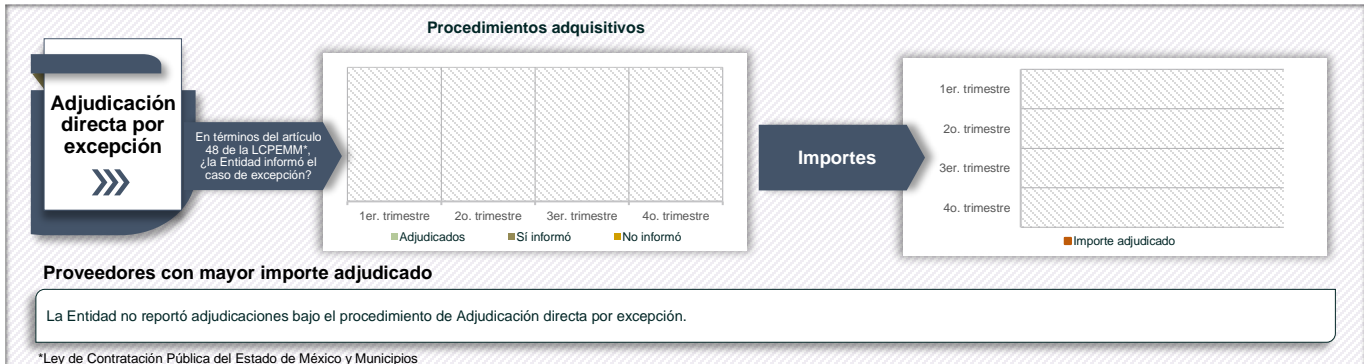 Procedimientos adquisitivos
Adjudicación
directa por
excepción
En términos del artículo
48 de la LCPEMM*,
¿la Entidad informó el
caso de excepción?
1er. trimestre 2o. trimestre 3er. trimestre 4o. trimestre
Adjudicados Sí informó No informó
Importes
1er. trimestre
2o. trimestre
3er. trimestre
4o. trimestre
Importe adjudicado
Proveedores con mayor importe adjudicado
La Entidad no reportó adjudicaciones bajo el procedimiento de Adjudicación directa por excepción.
*Ley de Contratación Pública del Estado de México y Municipios